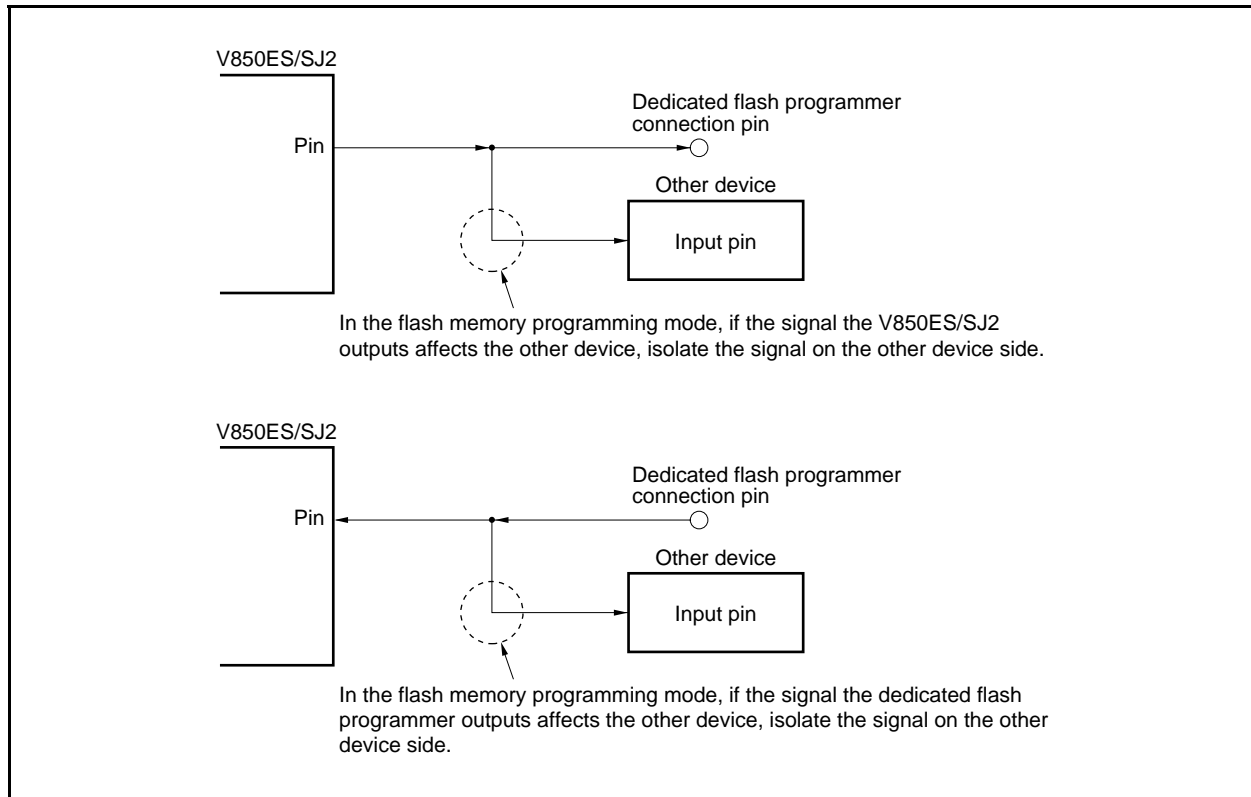 V850ES/SJ2
Dedicated flash programmer
connection pin
Pin
Other device
Input pin
In the flash memory programming mode, if the signal the V850ES/SJ2
outputs affects the other device, isolate the signal on the other device side.
V850ES/SJ2
Dedicated flash programmer
connection pin
Pin
Other device
Input pin
In the flash memory programming mode, if the signal the dedicated flash
programmer outputs affects the other device, isolate the signal on the other
device side.